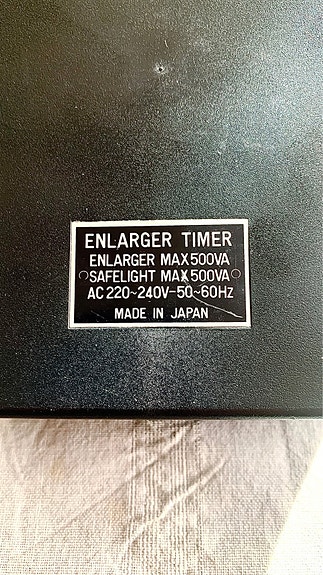 ENLARGER TIMER
ENLARGER MAX 500VA
SAFELIGHT MAX 500VA
AC 220~240V-50~60Hz
MADE IN JAPAN